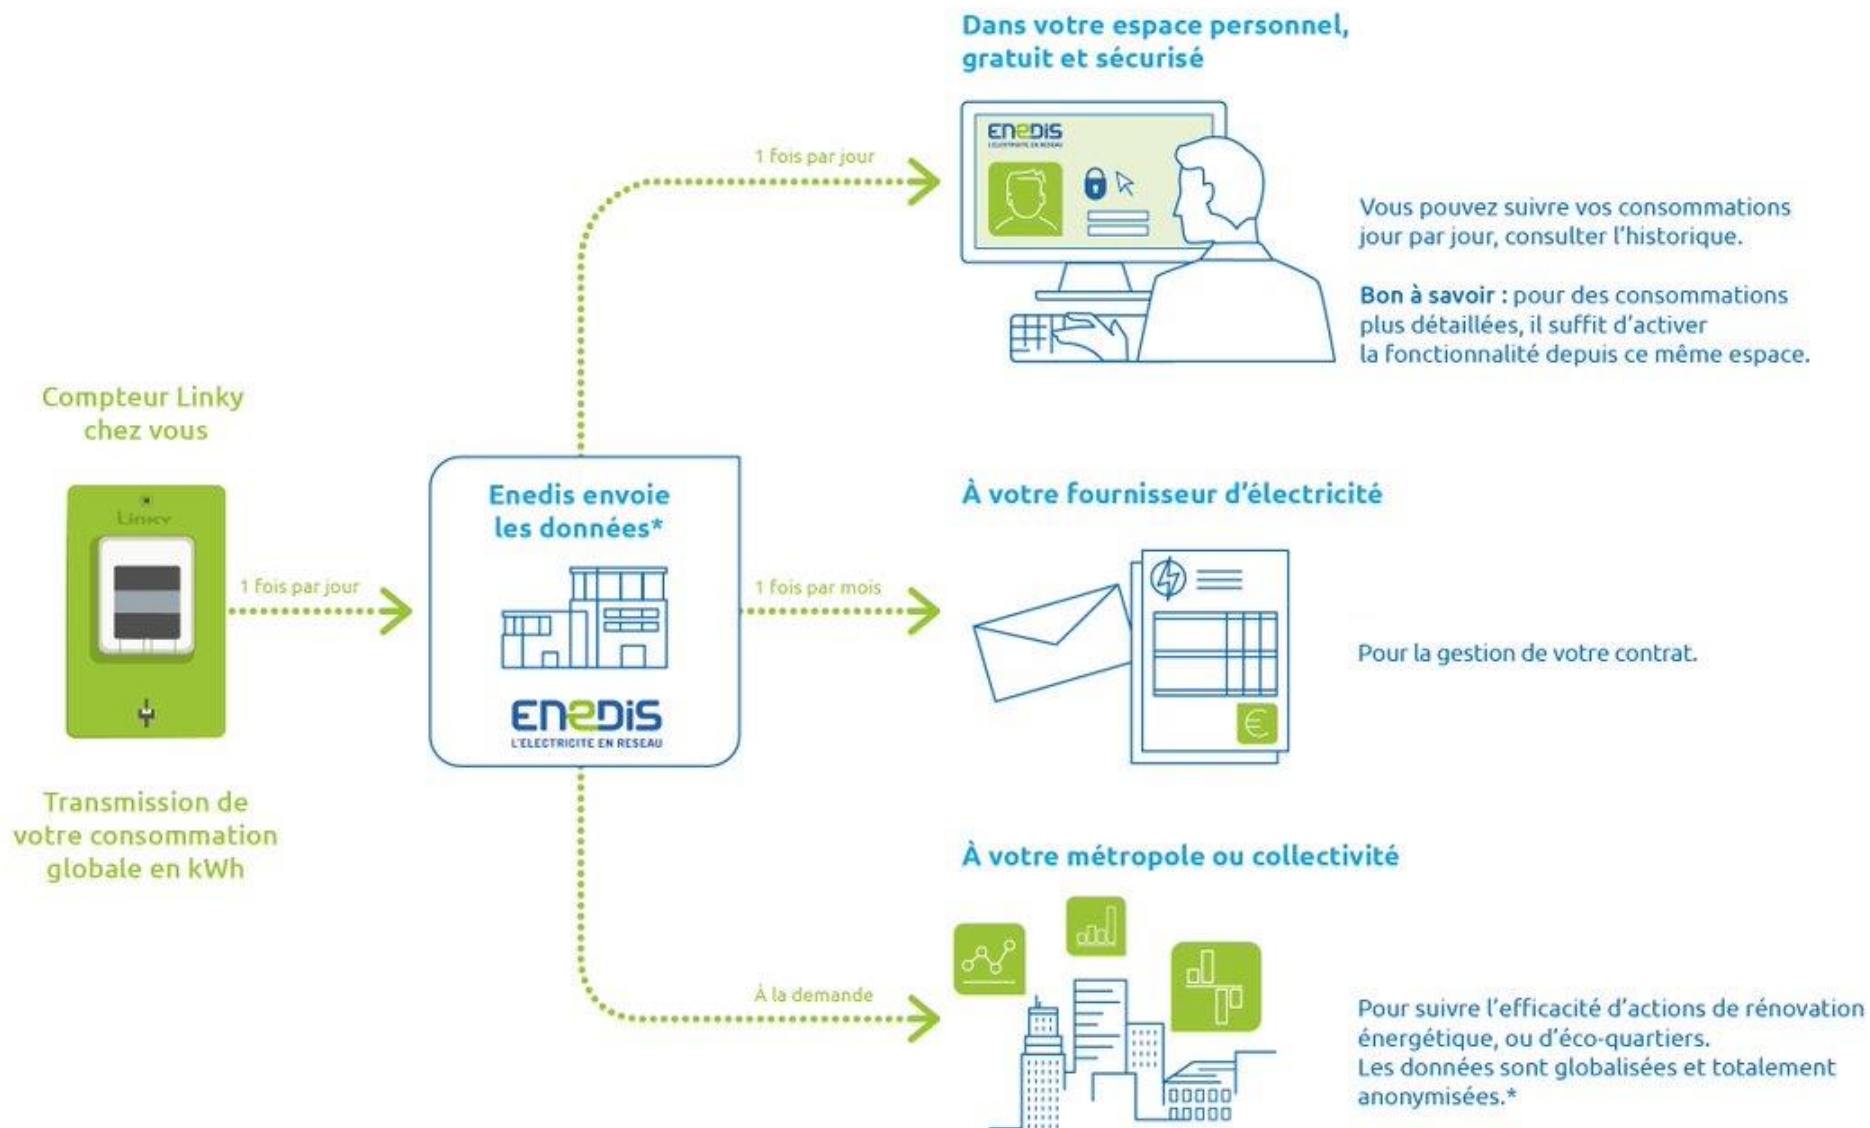 Dans votre espace personnel,
gratuit et sécurisé
ENEDIS
L'ELECTRICITE EN RESEAU
1 fois par jour
Vous pouvez suivre vos consommations
jour par jour, consulter l'historique.
Bon à savoir : pour des consommations
plus détaillées, il suffit d'activer
la fonctionnalité depuis ce même espace.
Compteur Linky
chez vous
Linky
1 fois par jour
Transmission de
votre consommation
globale en kWh
Enedis envoie
les données*
ENEDIS
L'ELECTRICITE EN RESEAU
1 fois par mois
À votre fournisseur d'électricité
€
Pour la gestion de votre contrat.
À votre métropole ou collectivité
À la demande
Pour suivre l'efficacité d'actions de rénovation
énergétique, ou d'éco-quartiers.
Les données sont globalisées et totalement
anonymisées.*